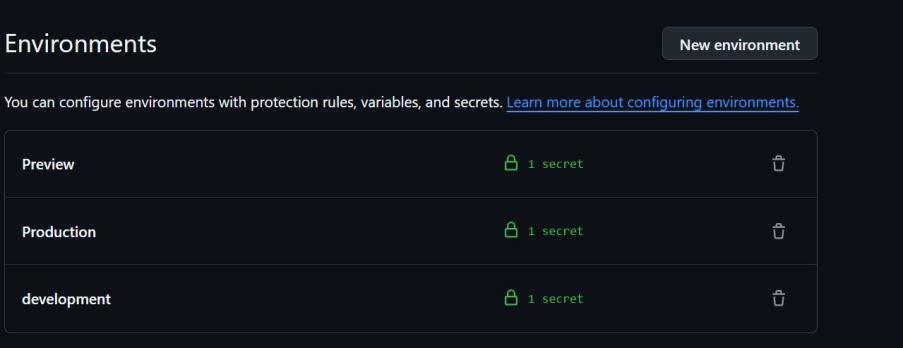 Environments
New environment
You can configure environments with protection rules, variables, and secrets. Learn more about configuring environments.
Preview
1 secret
Production
1 secret
development
1 secret